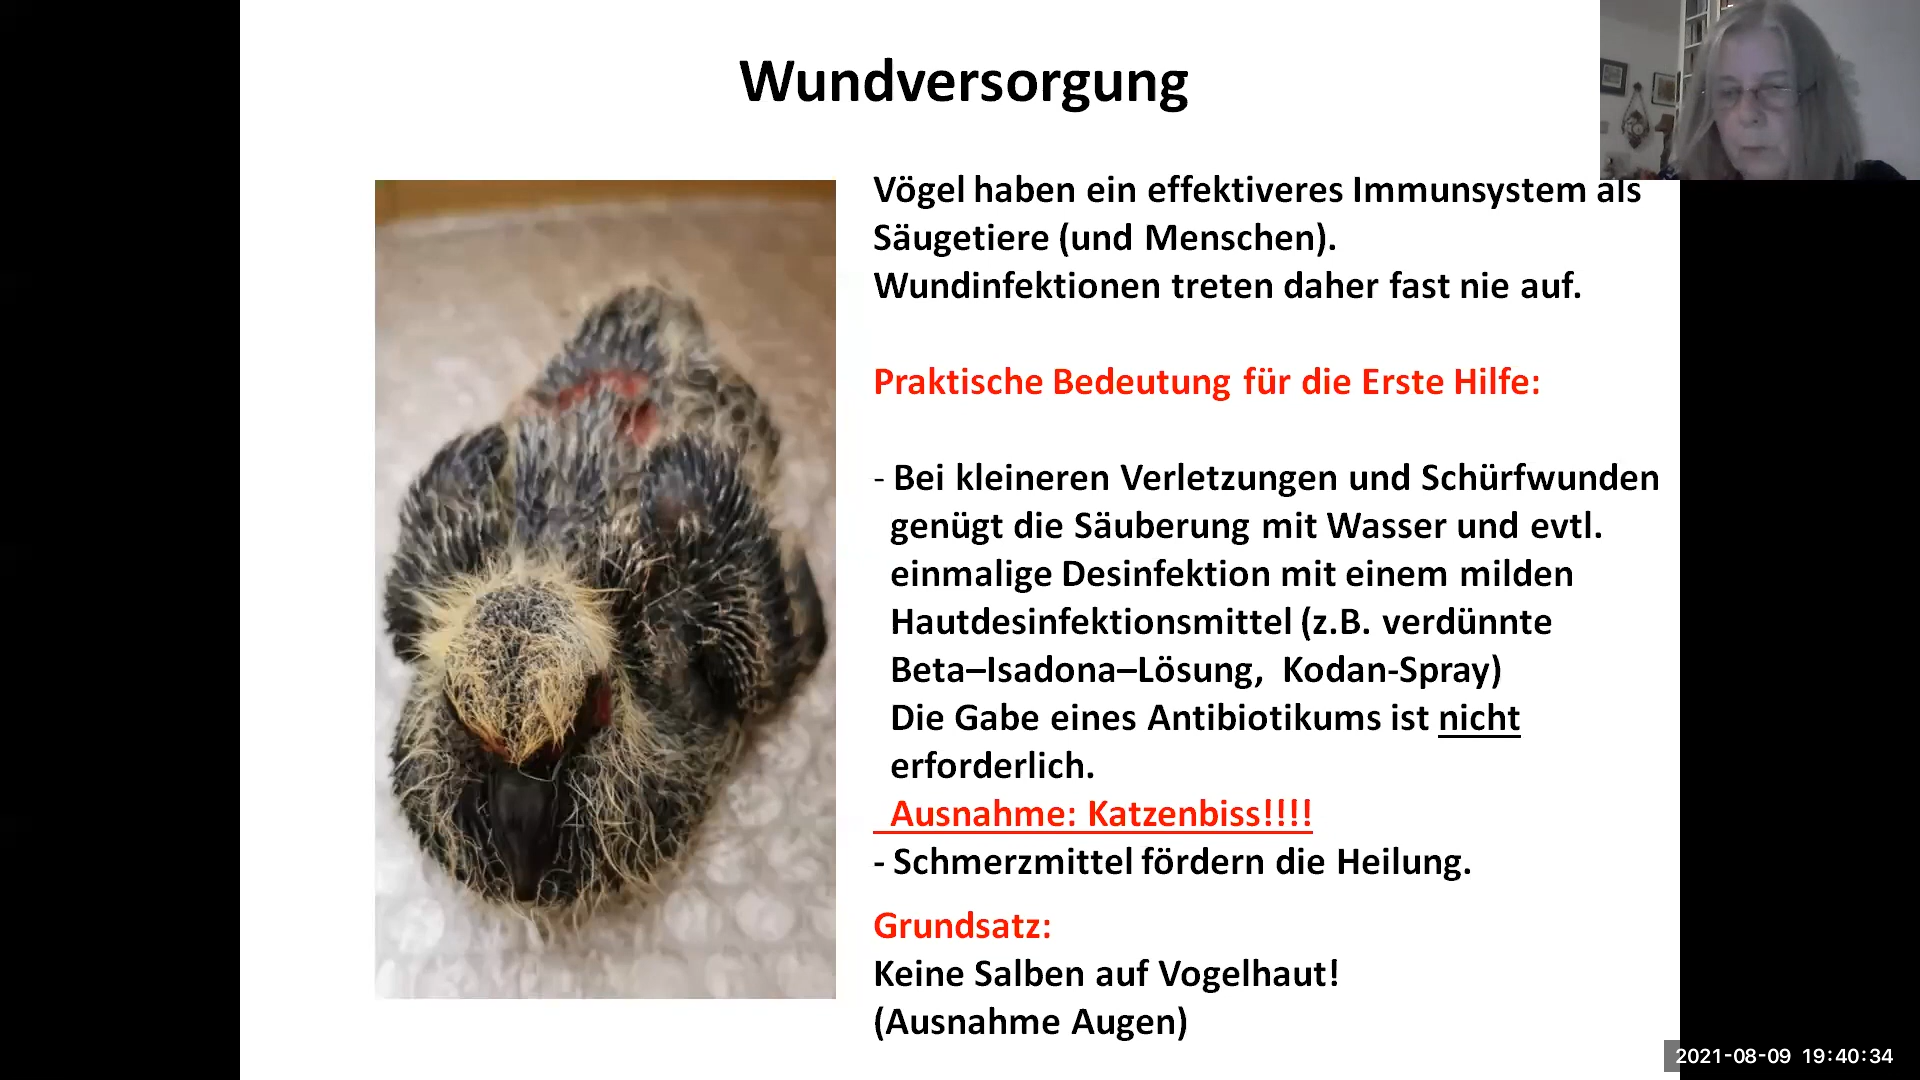 Wundversorgung
Vögel haben ein effektiveres Immunsystem als
Säugetiere (und Menschen).
Wundinfektionen treten daher fast nie auf.
Praktische Bedeutung für die Erste Hilfe:
- Bei kleineren Verletzungen und Schürfwunden
genügt die Säuberung mit Wasser und evtl.
einmalige Desinfektion mit einem milden
Hautdesinfektionsmittel (z.B. verdünnte
Beta–Isadona–Lösung, Kodan-Spray)
Die Gabe eines Antibiotikums ist nicht
erforderlich.
Ausnahme: Katzenbiss!!!!
- Schmerzmittel fördern die Heilung.
Grundsatz:
Keine Salben auf Vogelhaut!
(Ausnahme Augen)
2021-08-09 19:40:34